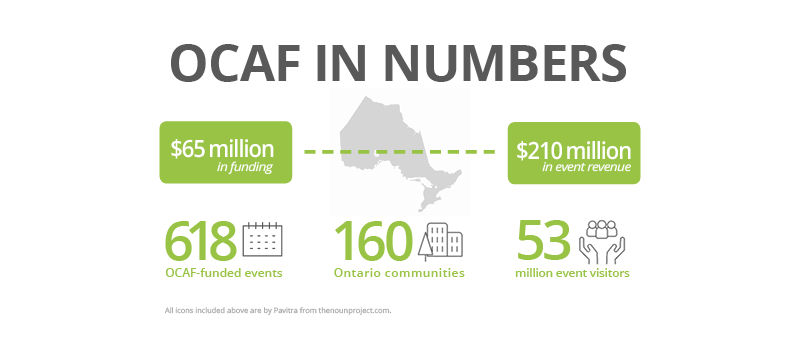 OCAF IN NUMBERS
$65 million
in funding
$210 million
in event revenue
618
OCAF-funded events
160
Ontario communities
53
million event visitors
All icons included above are by Pavitra from thenounproject.com.